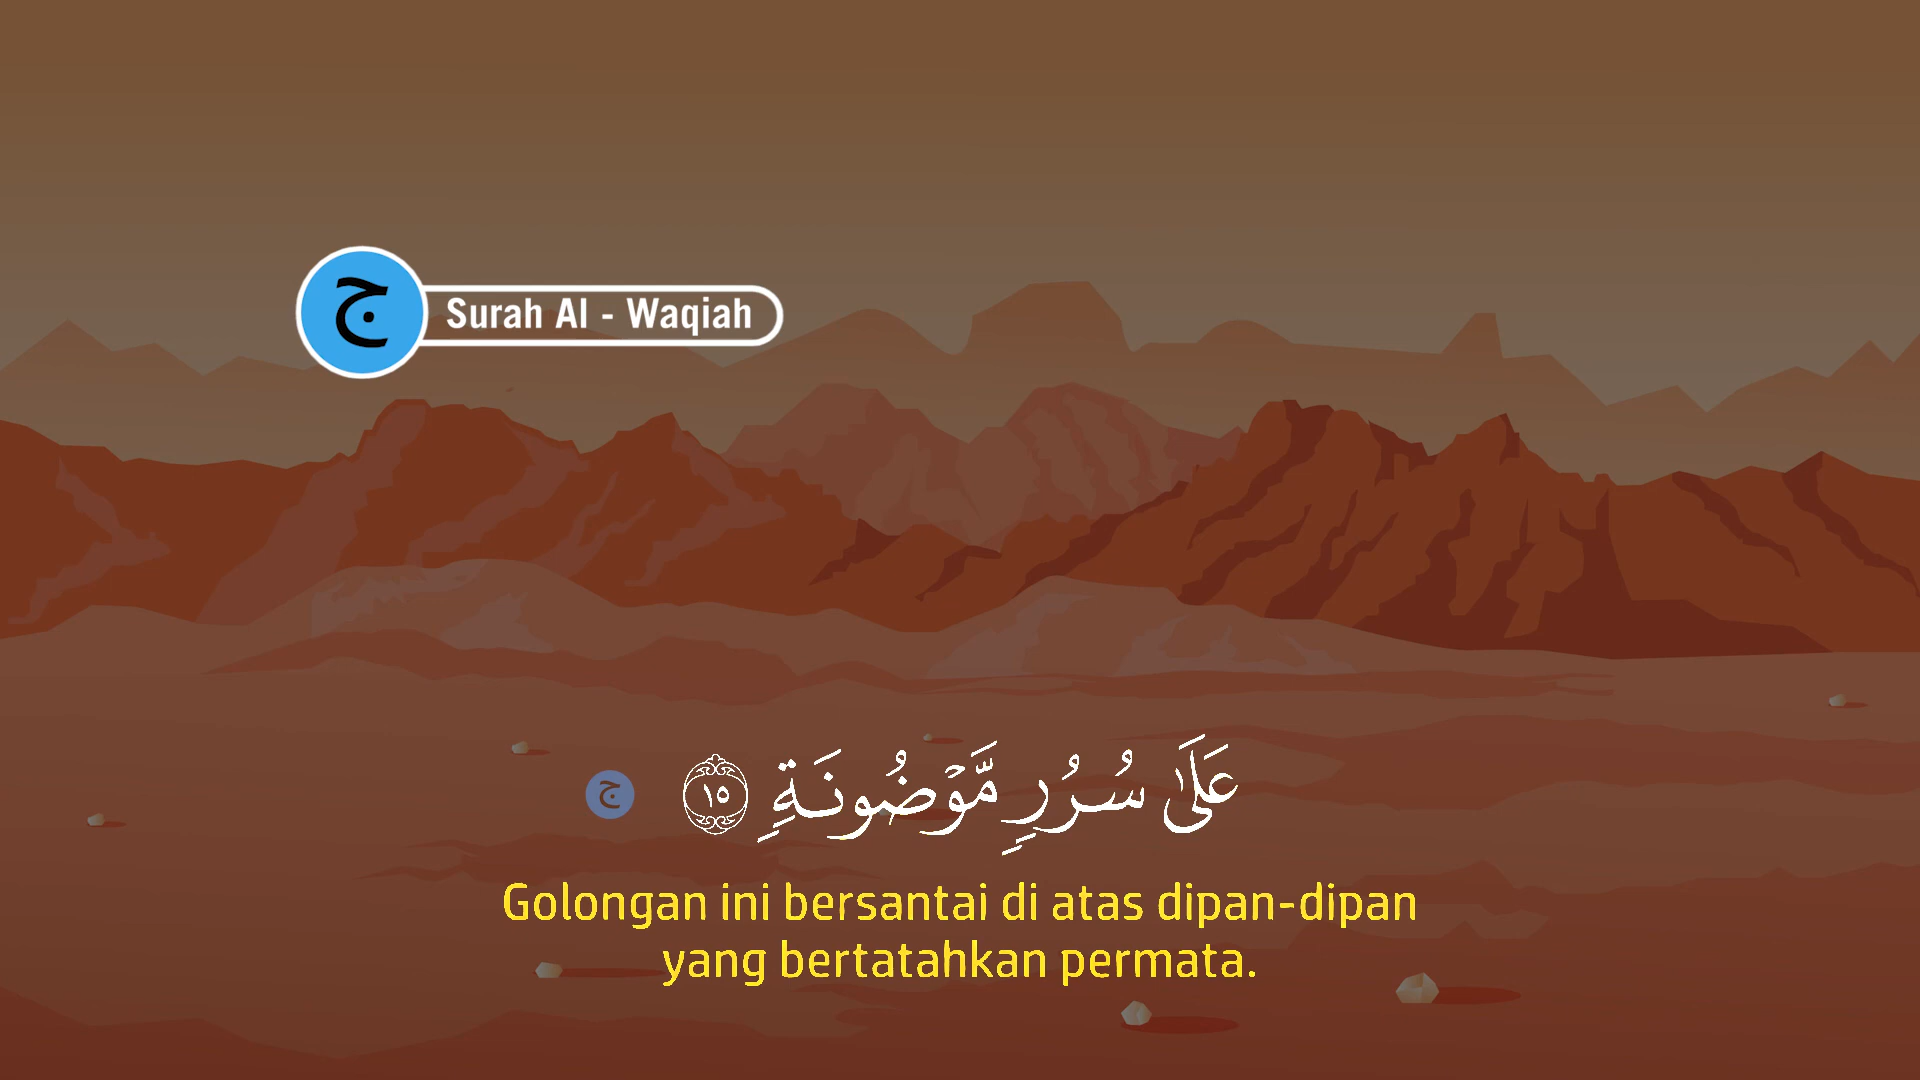 ج
Surah Al - Waqiah
عَلَىٰ سُرُرٍ مَّوْضُونَةٍ ١٥ ج
Golongan ini bersantai di atas dipan-dipan
yang bertatahkan permata.